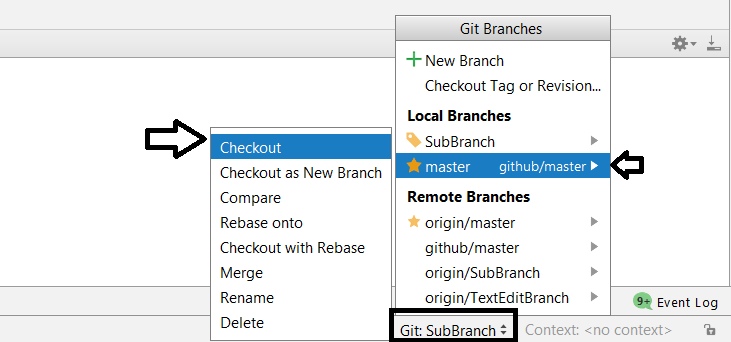 Git Branches
New Branch
Checkout Tag or Revision...
Local Branches
SubBranch
master github/master
Remote Branches
origin/master
github/master
origin/SubBranch
origin/TextEditBranch
Checkout
Checkout as New Branch
Compare
Rebase onto
Checkout with Rebase
Merge
Rename
Delete
9+ Event Log
Git: SubBranch Context: <no context>